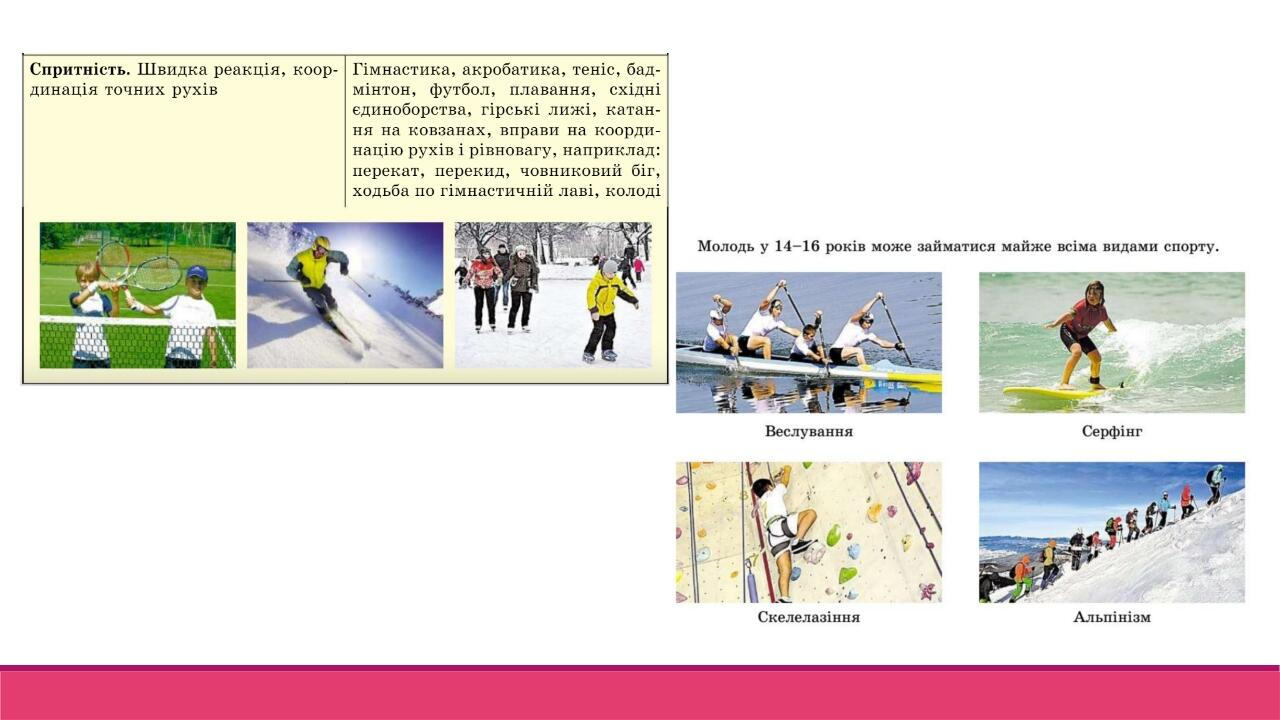 Спритність. Швидка реакція, коор-
динація точних рухів
Гімнастика, акробатика, теніс, бад-
мінтон, футбол, плавання, східні
єдиноборства, гірські лижі, катан-
ня на ковзанах, вправи на коорди-
націю рухів і рівновагу, наприклад:
перекат, перекид, човниковий біг,
ходьба по гімнастичній лаві, колоді
Молодь у 14–16 років може займатися майже всіма видами спорту.
Веслування
Серфінг
Скелелазіння
Альпінізм